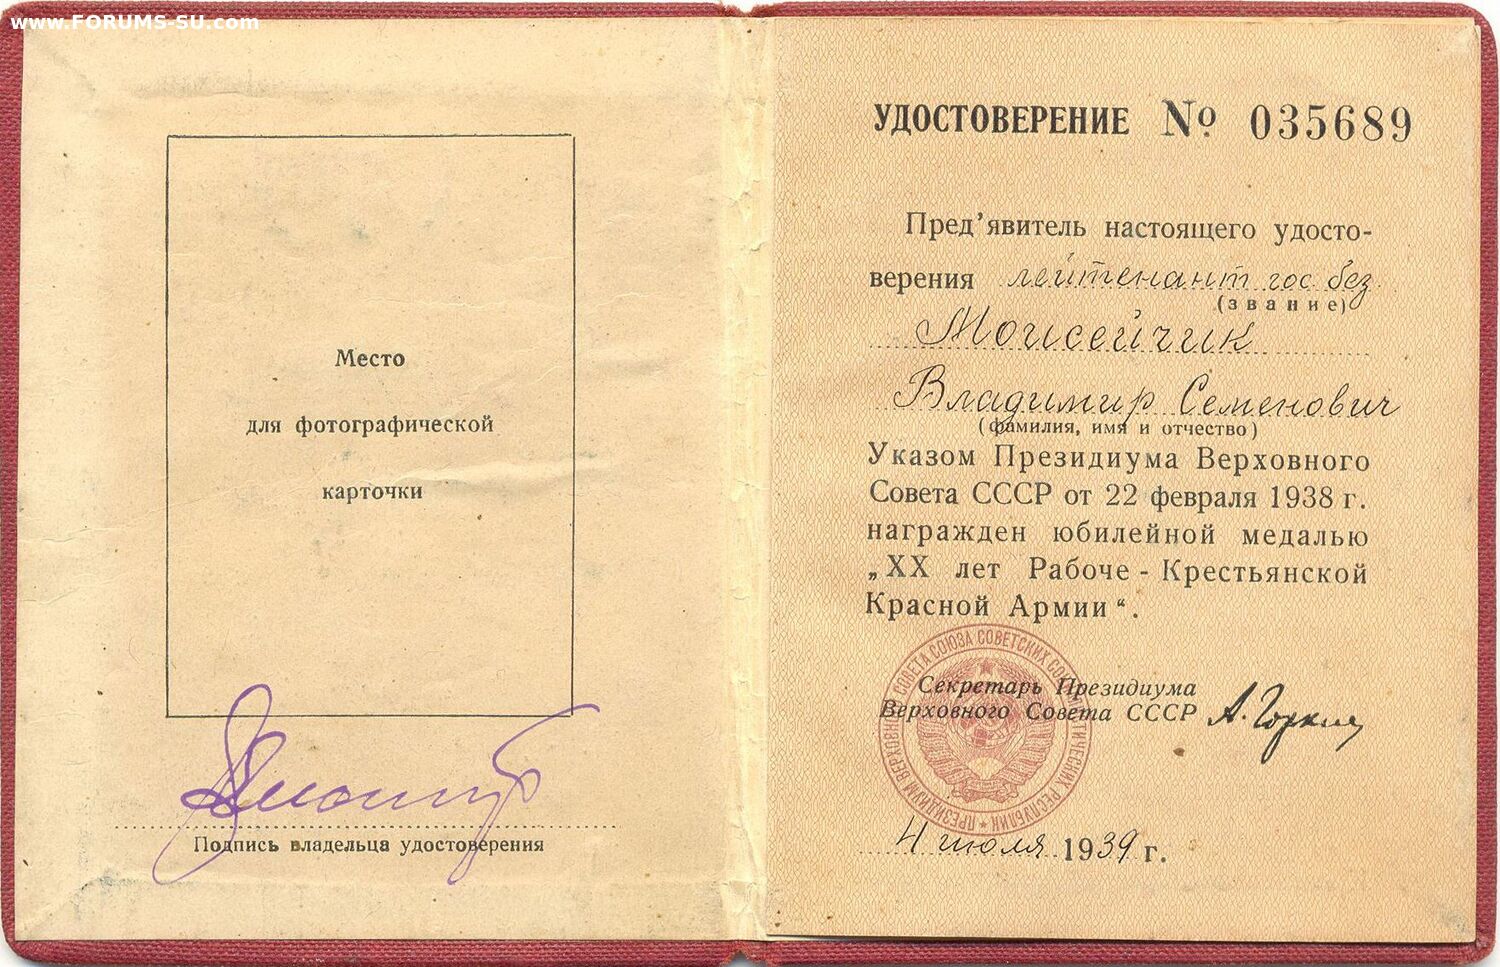 www.FORUMS-SU.com
Место
для фотографической
карточки
Подпись владельца удостоверения
УДОСТОВЕРЕНИЕ № 035689
Пред'явитель настоящего удосто-
верения лейтенант гос без
(звание)
Моисейчик
Владимир Семенович
(фамилия, имя и отчество)
Указом Президиума Верховного
Совета СССР от 22 февраля 1938 г.
награжден юбилейной медалью
„ХХ лет Рабоче-Крестьянской
Красной Армии“.
Секретарь Президиума
Верховного Совета СССР А. Горкин
4 июля 1939 г.